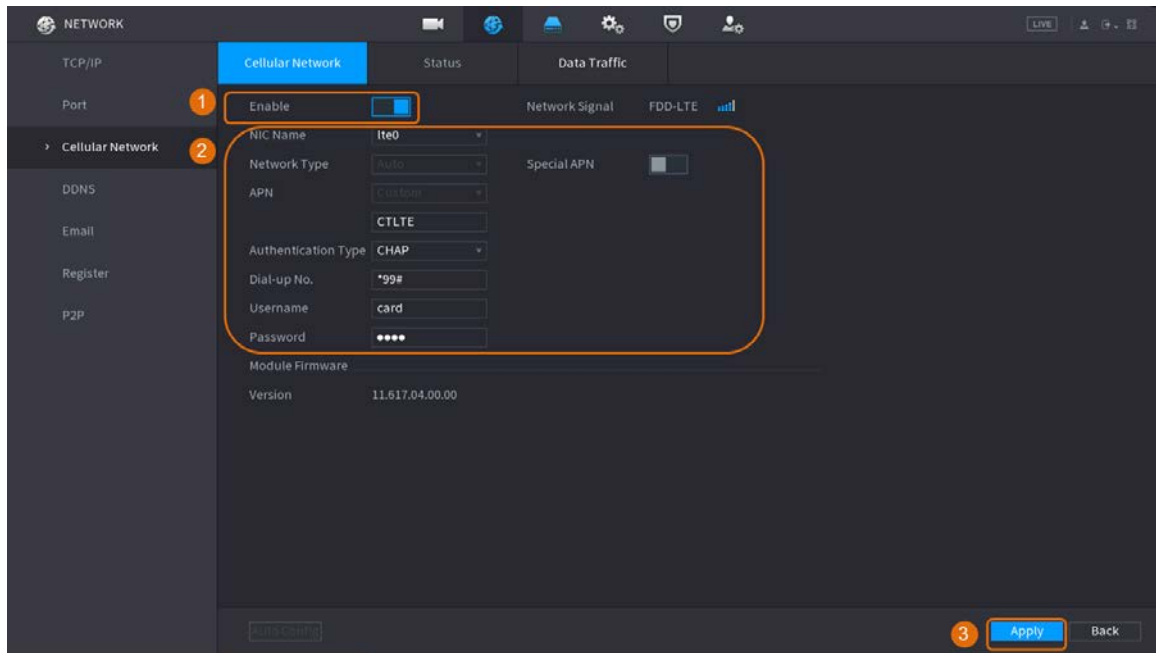 NETWORK
LIVE
TCP/IP
Port
Cellular Network
DDNS
Email
Register
P2P
Cellular Network Status Data Traffic
1 Enable Network Signal FDD-LTE
2 NIC Name lte0
Network Type Auto Special APN
APN Custom
CTLTE
Authentication Type CHAP
Dial-up No. *99#
Username card
Password ••••
Module Firmware
Version 11.617.04.00.00
Auto Config 3 Apply Back